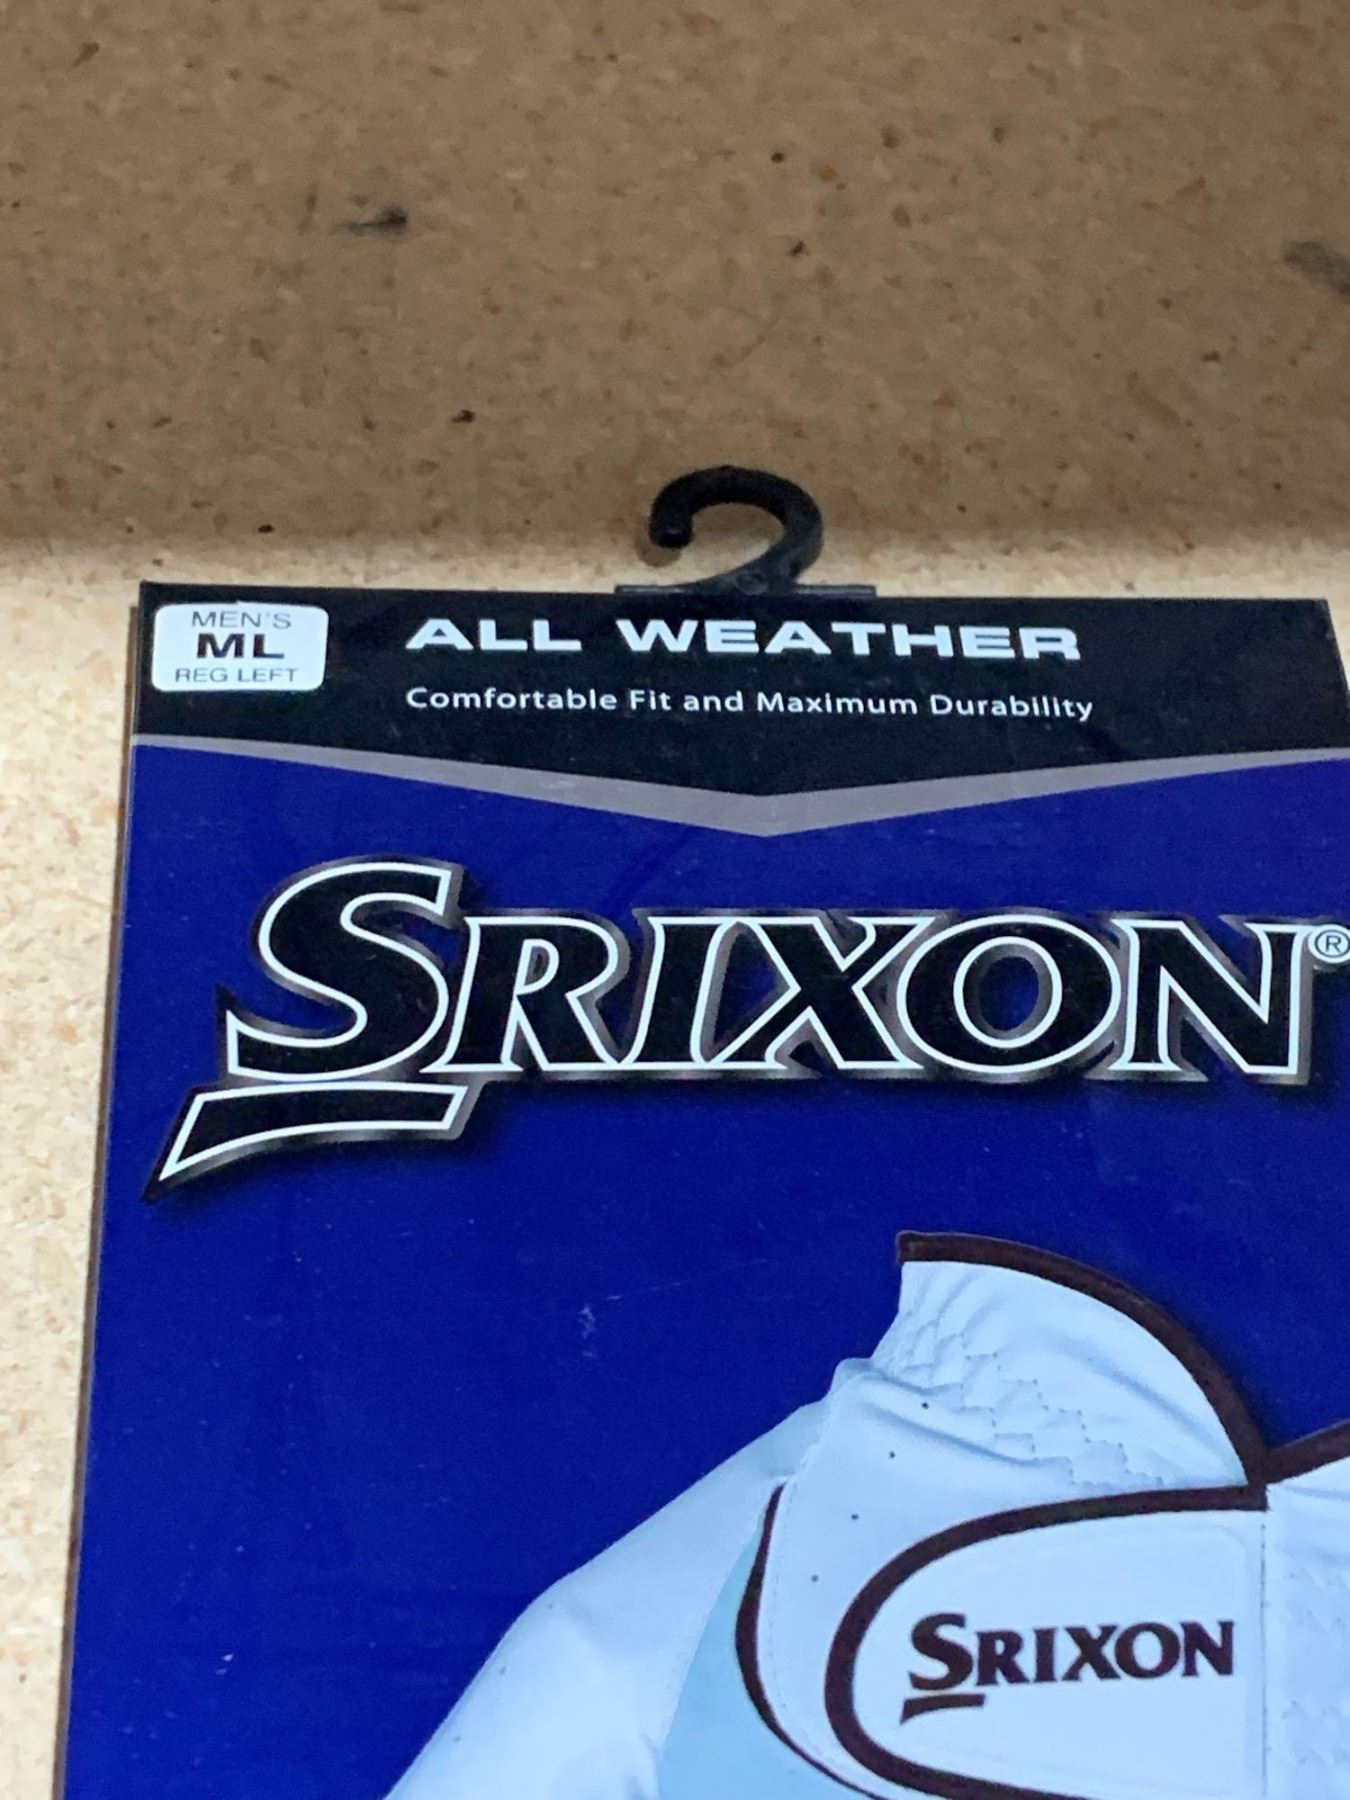 MEN'S
ML
REG LEFT
ALL WEATHER
Comfortable Fit and Maximum Durability
SRIXON®
SRIXON